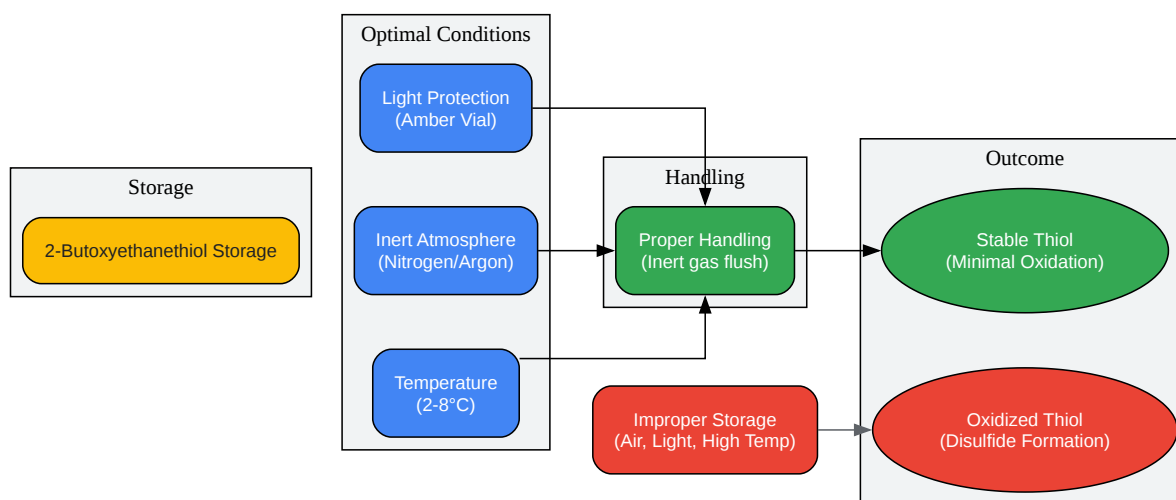 Storage
2-Butoxyethanethiol Storage
Optimal Conditions
Light Protection
(Amber Vial)
Inert Atmosphere
(Nitrogen/Argon)
Temperature
(2-8°C)
Handling
Proper Handling
(Inert gas flush)
Improper Storage
(Air, Light, High Temp)
Outcome
Stable Thiol
(Minimal Oxidation)
Oxidized Thiol
(Disulfide Formation)